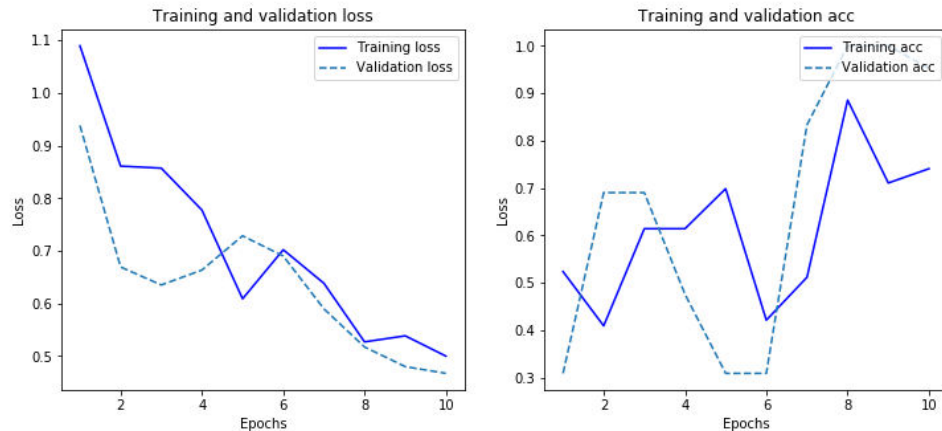 Training and validation loss
Training loss
Validation loss
1.1
1.0
0.9
0.8
0.7
0.6
0.5
Loss
2 4 6 8 10
Epochs
Training and validation acc
Training acc
Validation acc
1.0
0.9
0.8
0.7
0.6
0.5
0.4
0.3
Loss
2 4 6 8 10
Epochs